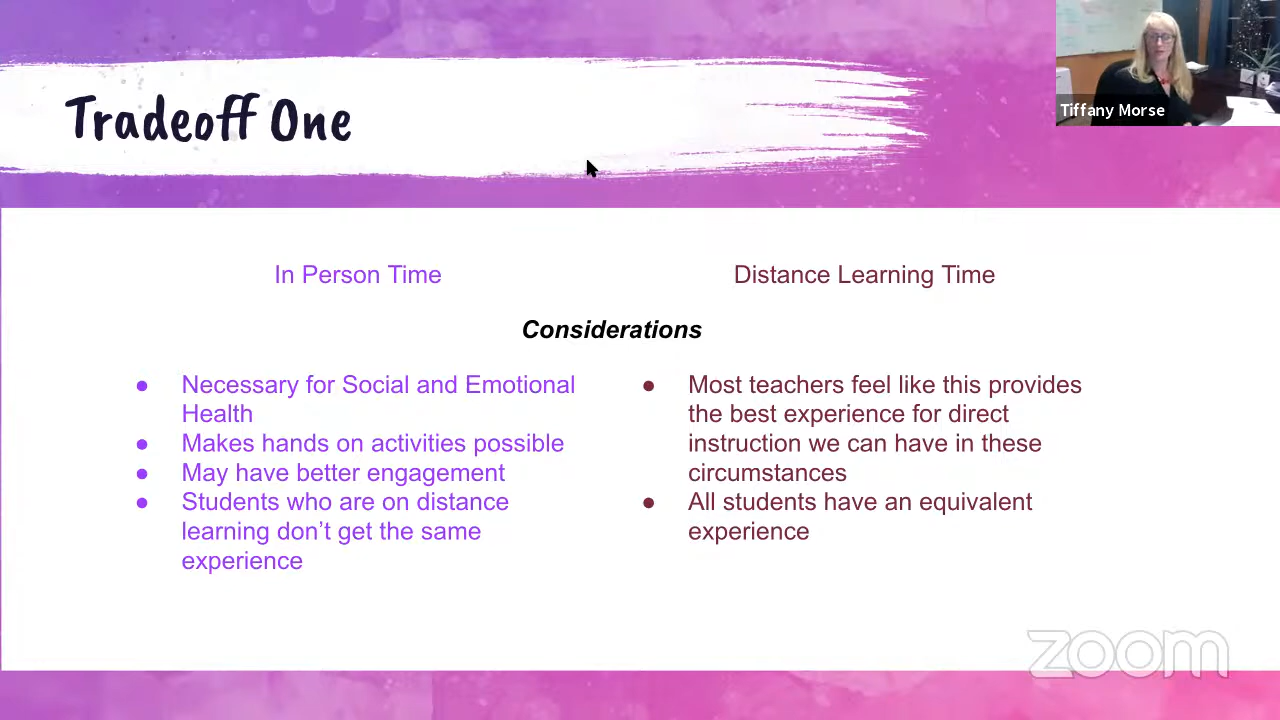 Tradeoff One
Tiffany Morse
In Person Time
Distance Learning Time
Considerations
● Necessary for Social and Emotional
Health
● Makes hands on activities possible
● May have better engagement
● Students who are on distance
learning don’t get the same
experience
● Most teachers feel like this provides
the best experience for direct
instruction we can have in these
circumstances
● All students have an equivalent
experience
zoom